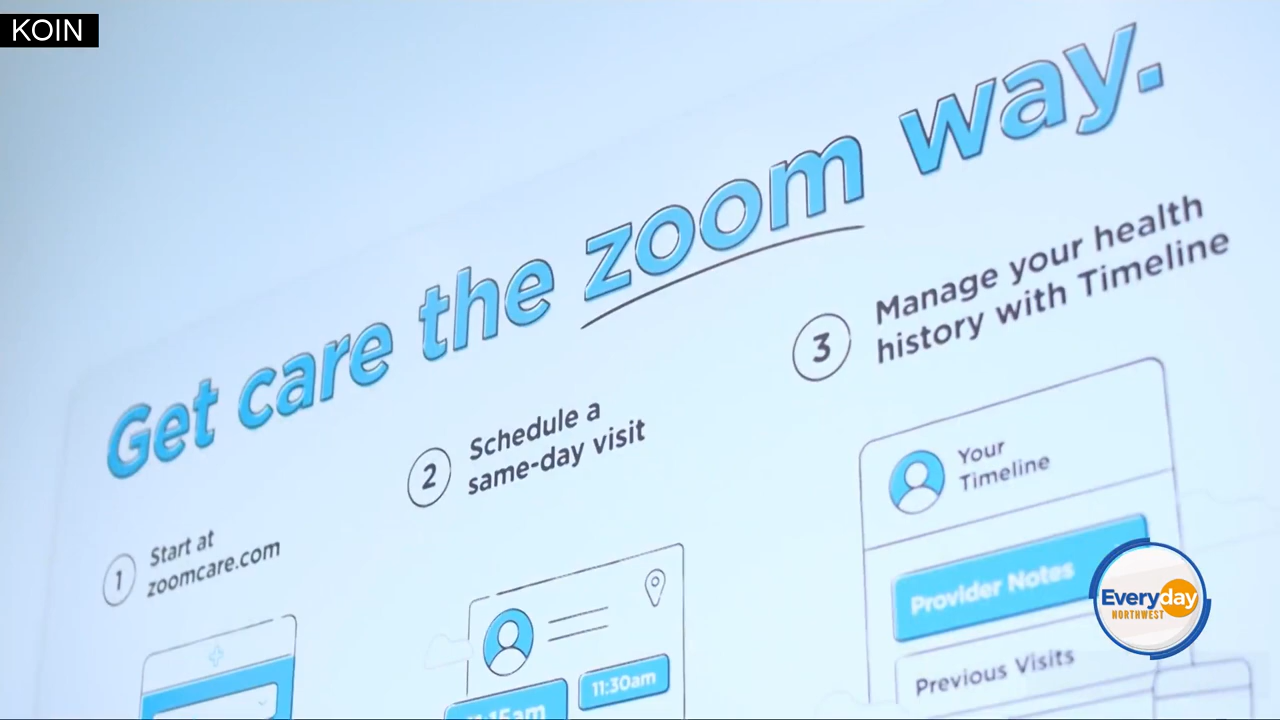 KOIN
Get care the zoom way.
1
Start at
zoomcare.com
2
Schedule a
same-day visit
3
Manage your health
history with Timeline
Your
Timeline
Provider Notes
Previous Visits
11:30am
Everyday
NORTHWEST